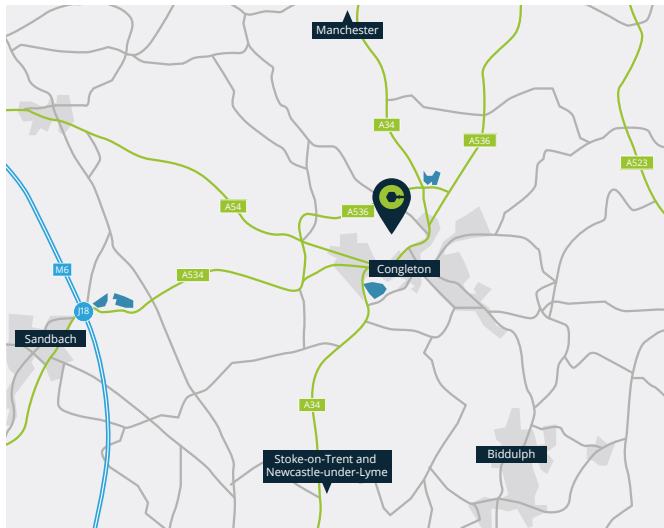 Manchester
A34
A536
A523
A54
A536
M6
A534
Congleton
J18
Sandbach
A34
Stoke-on-Trent and
Newcastle-under-Lyme
Biddulph